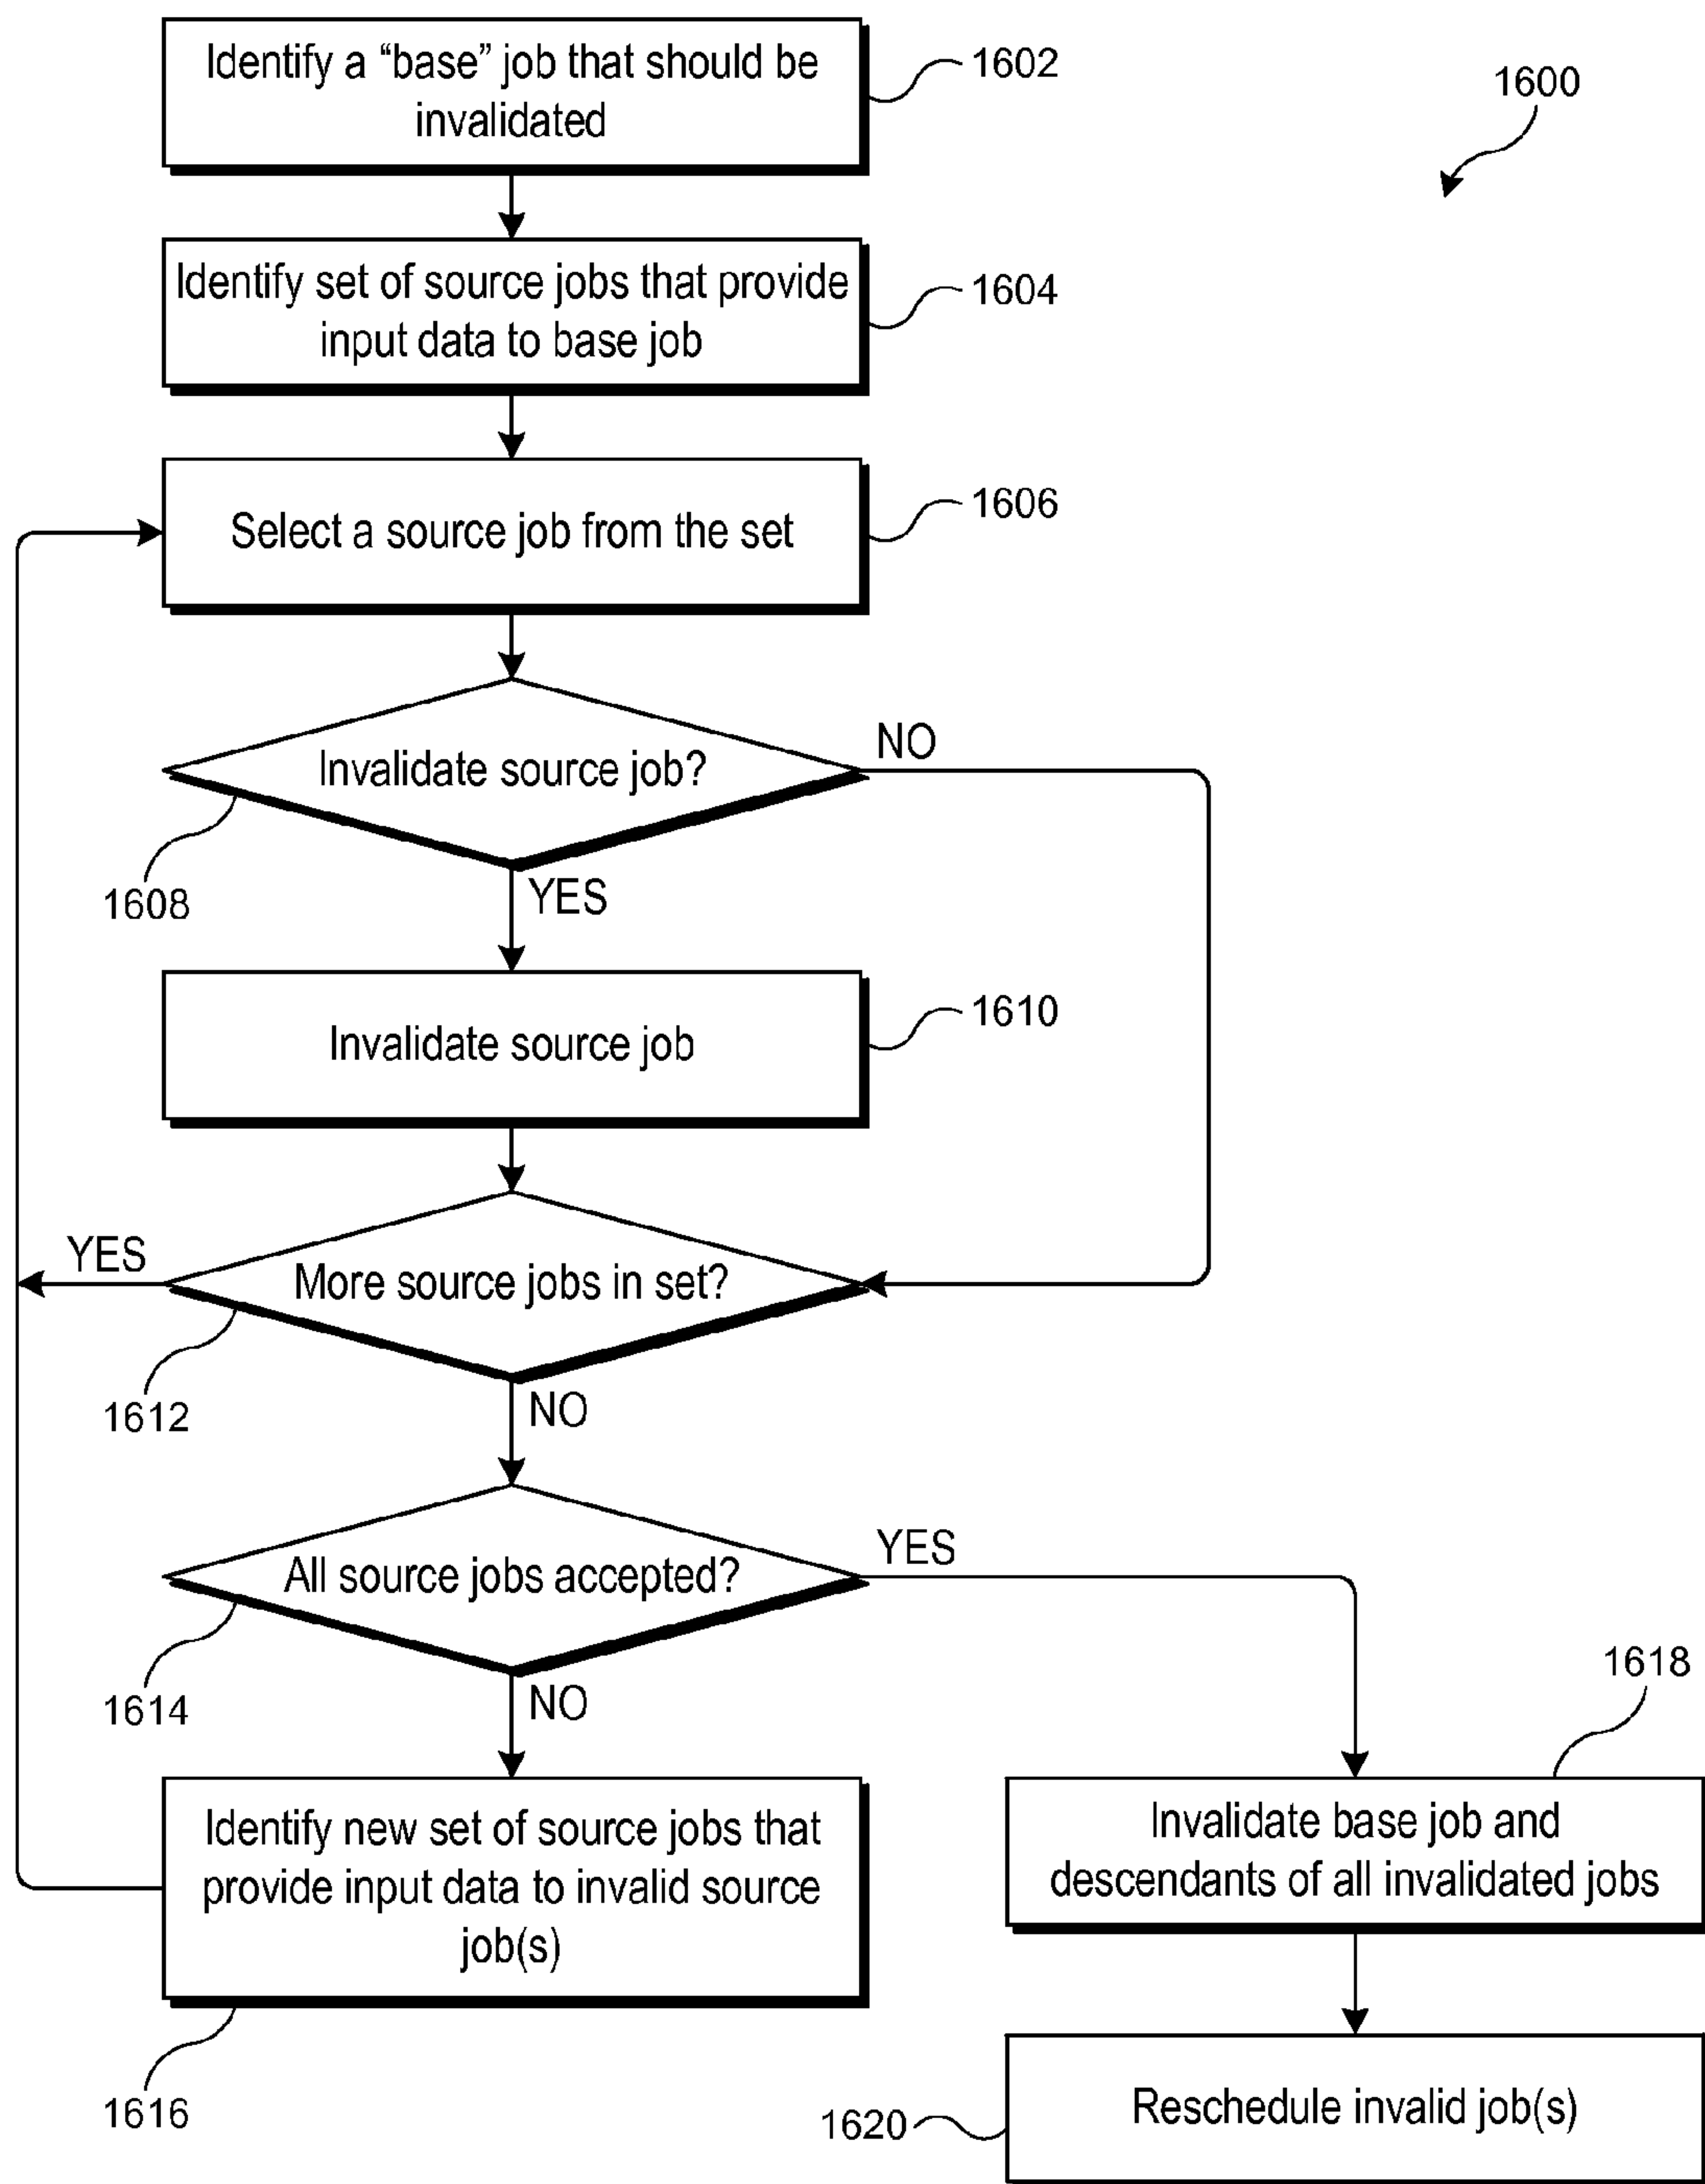 Identify a “base” job that should be
invalidated
1602
1600
Identify set of source jobs that provide
input data to base job
1604
Select a source job from the set
1606
Invalidate source job?
NO
1608
YES
Invalidate source job
1610
YES
More source jobs in set?
1612
NO
All source jobs accepted?
YES
1614
NO
1618
Identify new set of source jobs that
provide input data to invalid source
job(s)
1616
Invalidate base job and
descendants of all invalidated jobs
Reschedule invalid job(s)
1620